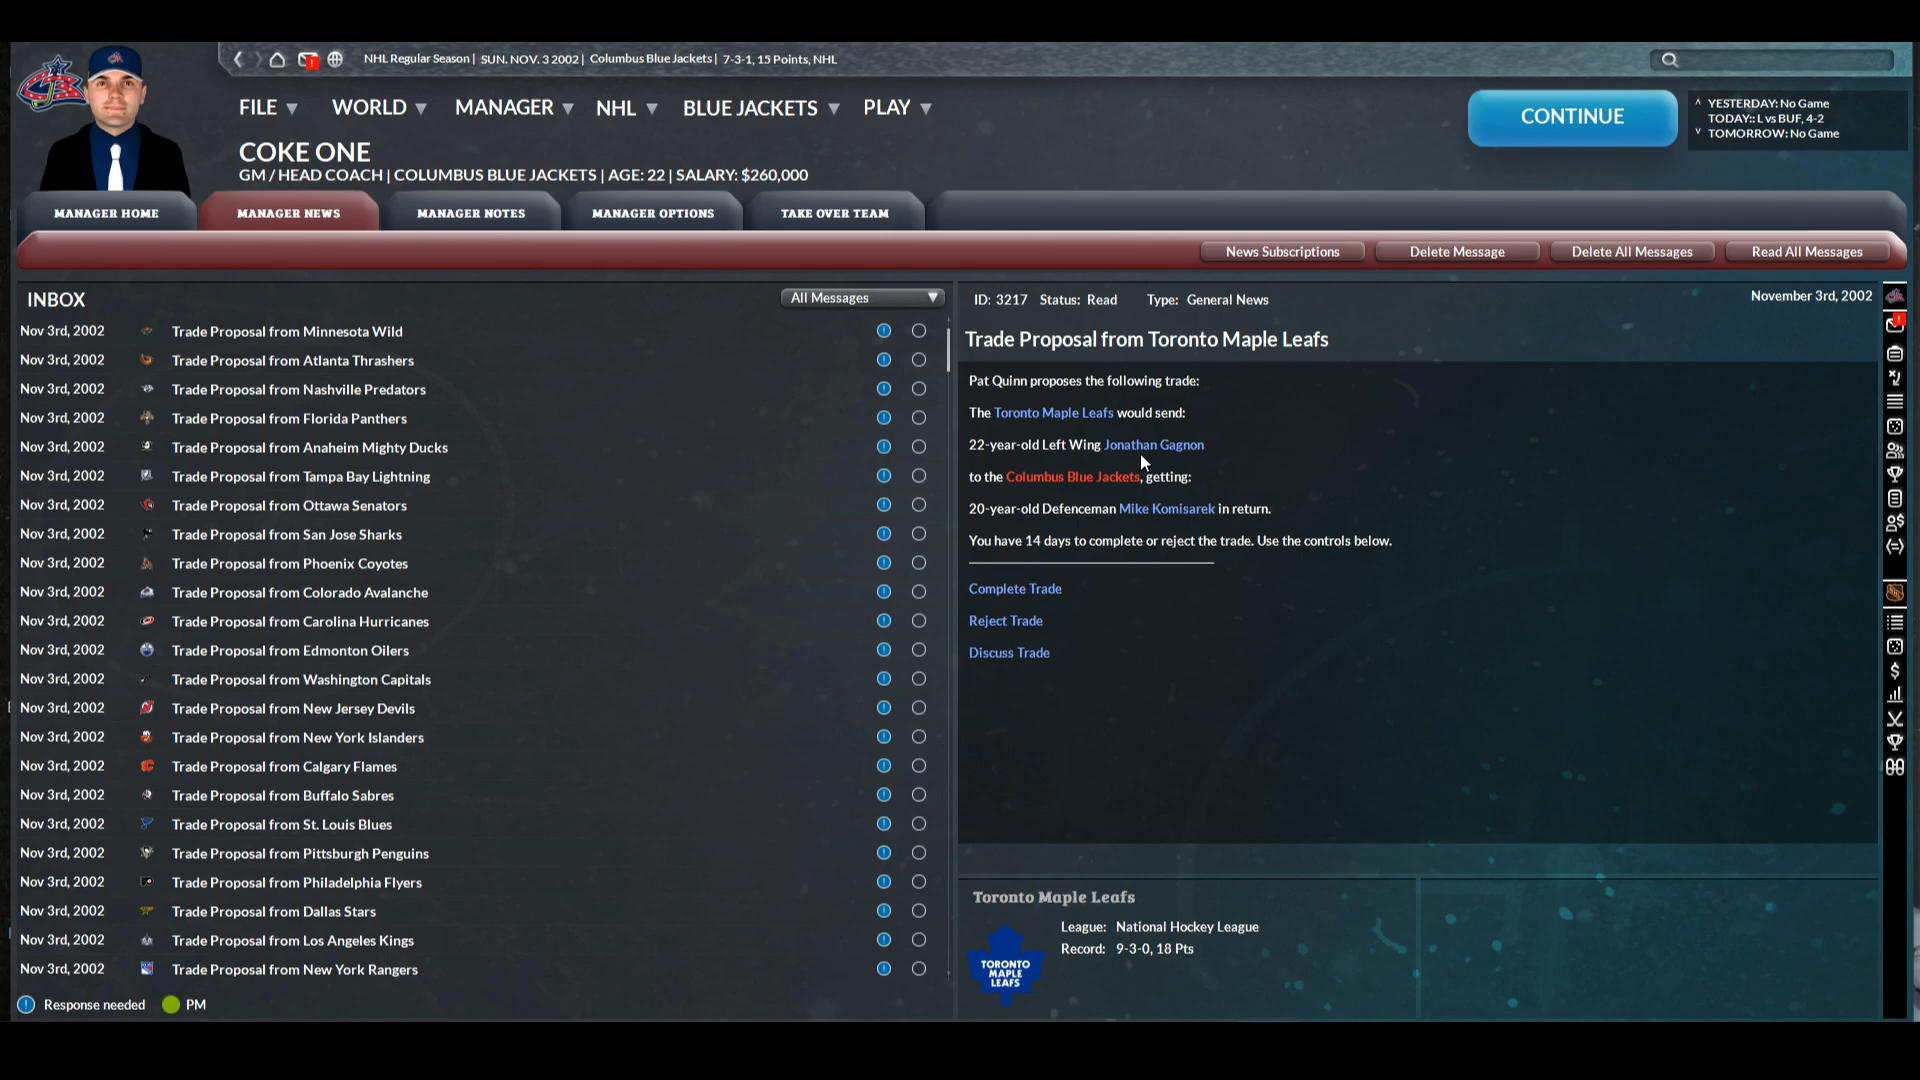 NHL Regular Season | SUN. NOV. 3 2002 | Columbus Blue Jackets | 7-3-1, 15 Points, NHL
FILE WORLD MANAGER NHL BLUE JACKETS PLAY
CONTINUE
YESTERDAY: No Game
TODAY:: L vs BUF, 4-2
TOMORROW: No Game
COKE ONE
GM / HEAD COACH | COLUMBUS BLUE JACKETS | AGE: 22 | SALARY: $260,000
MANAGER HOME MANAGER NEWS MANAGER NOTES MANAGER OPTIONS TAKE OVER TEAM
News Subscriptions Delete Message Delete All Messages Read All Messages
INBOX All Messages
Nov 3rd, 2002 Trade Proposal from Minnesota Wild
Nov 3rd, 2002 Trade Proposal from Atlanta Thrashers
Nov 3rd, 2002 Trade Proposal from Nashville Predators
Nov 3rd, 2002 Trade Proposal from Florida Panthers
Nov 3rd, 2002 Trade Proposal from Anaheim Mighty Ducks
Nov 3rd, 2002 Trade Proposal from Tampa Bay Lightning
Nov 3rd, 2002 Trade Proposal from Ottawa Senators
Nov 3rd, 2002 Trade Proposal from San Jose Sharks
Nov 3rd, 2002 Trade Proposal from Phoenix Coyotes
Nov 3rd, 2002 Trade Proposal from Colorado Avalanche
Nov 3rd, 2002 Trade Proposal from Carolina Hurricanes
Nov 3rd, 2002 Trade Proposal from Edmonton Oilers
Nov 3rd, 2002 Trade Proposal from Washington Capitals
Nov 3rd, 2002 Trade Proposal from New Jersey Devils
Nov 3rd, 2002 Trade Proposal from New York Islanders
Nov 3rd, 2002 Trade Proposal from Calgary Flames
Nov 3rd, 2002 Trade Proposal from Buffalo Sabres
Nov 3rd, 2002 Trade Proposal from St. Louis Blues
Nov 3rd, 2002 Trade Proposal from Pittsburgh Penguins
Nov 3rd, 2002 Trade Proposal from Philadelphia Flyers
Nov 3rd, 2002 Trade Proposal from Dallas Stars
Nov 3rd, 2002 Trade Proposal from Los Angeles Kings
Nov 3rd, 2002 Trade Proposal from New York Rangers
Response needed PM
ID: 3217 Status: Read Type: General News November 3rd, 2002
Trade Proposal from Toronto Maple Leafs
Pat Quinn proposes the following trade:
The Toronto Maple Leafs would send:
22-year-old Left Wing Jonathan Gagnon
to the Columbus Blue Jackets, getting:
20-year-old Defenceman Mike Komisarek in return.
You have 14 days to complete or reject the trade. Use the controls below.
Complete Trade
Reject Trade
Discuss Trade
Toronto Maple Leafs
League: National Hockey League
Record: 9-3-0, 18 Pts
TORONTO
MAPLE
LEAFS